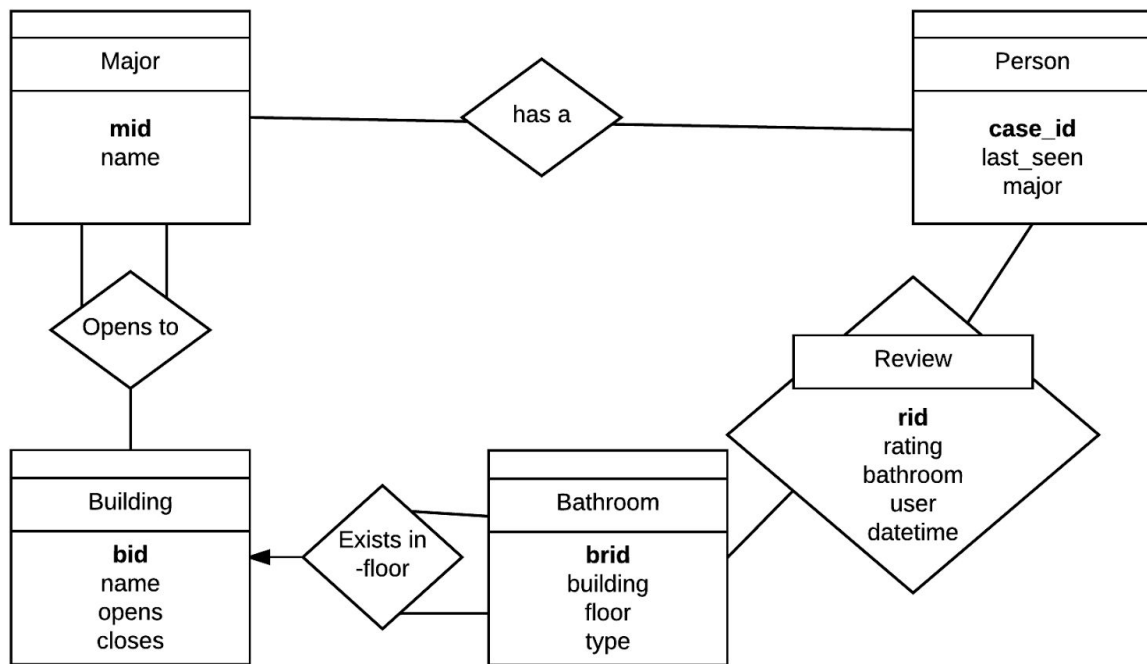 Major
mid
name
has a
Person
case_id
last_seen
major
Opens to
Review
rid
rating
bathroom
user
datetime
Building
bid
name
opens
closes
Exists in
-floor
Bathroom
brid
building
floor
type